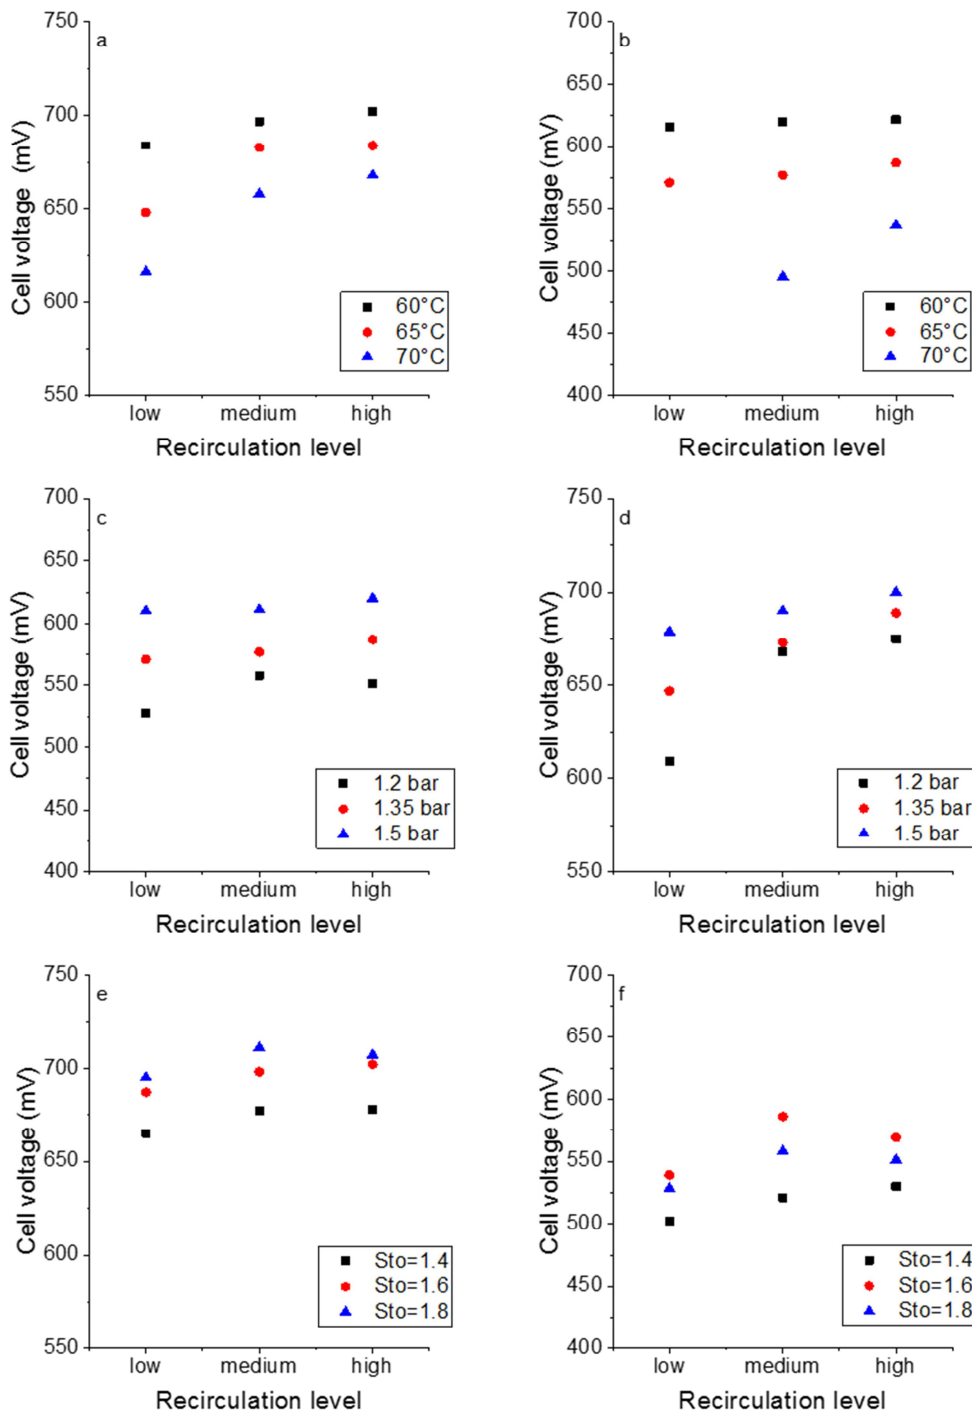 a
750
700
650
600
550
Cell voltage (mV)
60°C
65°C
70°C
low medium high
Recirculation level
b
700
650
600
550
500
450
400
Cell voltage (mV)
60°C
65°C
70°C
low medium high
Recirculation level
c
700
650
600
550
500
450
400
Cell voltage (mV)
1.2 bar
1.35 bar
1.5 bar
low medium high
Recirculation level
d
750
700
650
600
550
Cell voltage (mV)
1.2 bar
1.35 bar
1.5 bar
low medium high
Recirculation level
e
750
700
650
600
550
Cell voltage (mV)
Sto=1.4
Sto=1.6
Sto=1.8
low medium high
Recirculation level
f
700
650
600
550
500
450
400
Cell voltage (mV)
Sto=1.4
Sto=1.6
Sto=1.8
low medium high
Recirculation level